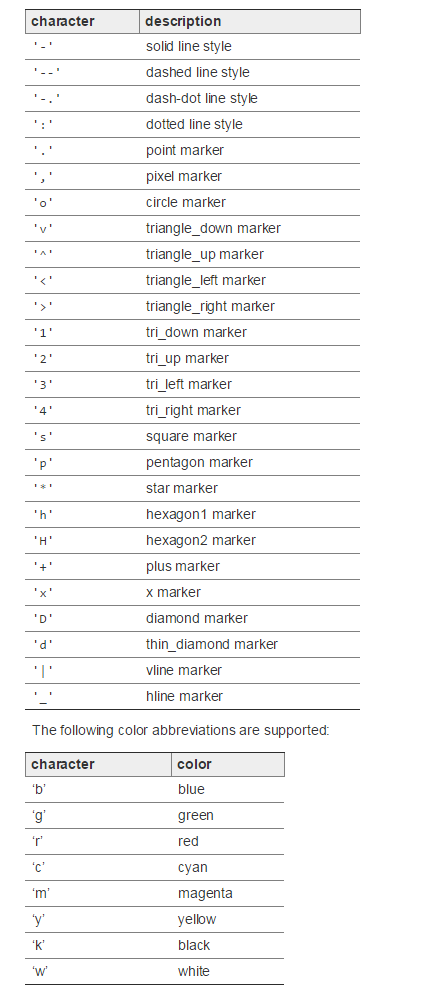 character description
'-' solid line style
'--' dashed line style
'-.' dash-dot line style
':' dotted line style
'.' point marker
',' pixel marker
'o' circle marker
'v' triangle_down marker
'^' triangle_up marker
'<' triangle_left marker
'>' triangle_right marker
'1' tri_down marker
'2' tri_up marker
'3' tri_left marker
'4' tri_right marker
's' square marker
'p' pentagon marker
'*' star marker
'h' hexagon1 marker
'H' hexagon2 marker
'+' plus marker
'x' x marker
'D' diamond marker
'd' thin_diamond marker
'|' vline marker
'_' hline marker
The following color abbreviations are supported:
character color
‘b’ blue
‘g’ green
‘r’ red
‘c’ cyan
‘m’ magenta
‘y’ yellow
‘k’ black
‘w’ white